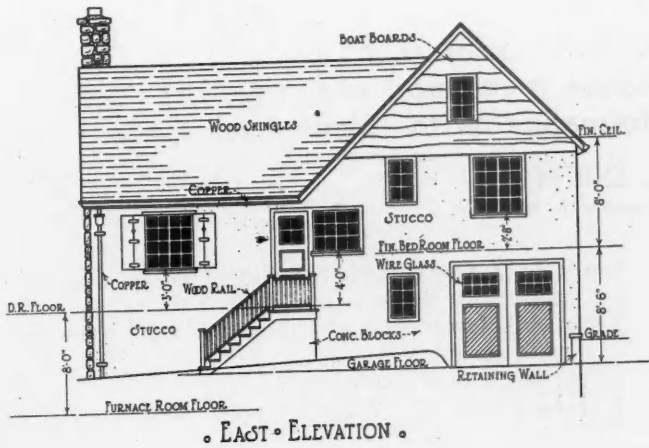 BOAT BOARDS
WOOD SHINGLES
FIN. CEIL.
COPPER
8'-0"
STUCCO
2'-8"
FIN. BED ROOM FLOOR
WIRE GLASS
COPPER
3'-0"
WOOD RAIL
4'-0"
D.R. FLOOR
8'-6"
STUCCO
CONC. BLOCKS
GRADE
8'-0"
GARAGE FLOOR
RETAINING WALL
FURNACE ROOM FLOOR
EAST • ELEVATION